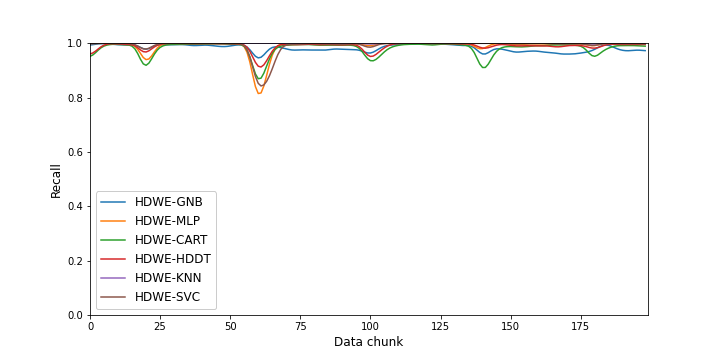 1.0
0.8
0.6
0.4
0.2
0.0
Recall
HDWE-GNB
HDWE-MLP
HDWE-CART
HDWE-HDDT
HDWE-KNN
HDWE-SVC
0 25 50 75 100 125 150 175
Data chunk